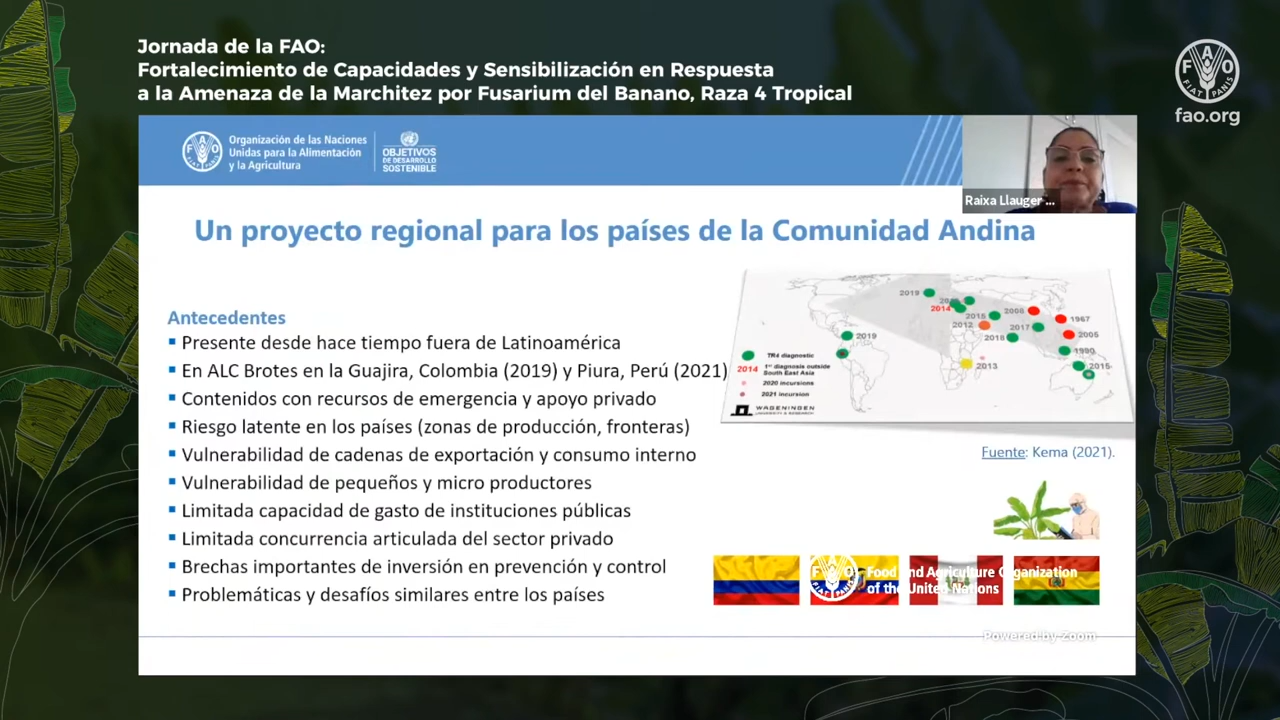 Jornada de la FAO:
Fortalecimiento de Capacidades y Sensibilización en Respuesta
a la Amenaza de la Marchitez por Fusarium del Banano, Raza 4 Tropical
F A O
FIAT PANIS
fao.org
Organización de las Naciones
Unidas para la Alimentación
y la Agricultura
OBJETIVOS
DE DESARROLLO
SOSTENIBLE
Raixa Llauger ...
Un proyecto regional para los países de la Comunidad Andina
Antecedentes
Presente desde hace tiempo fuera de Latinoamérica
En ALC Brotes en la Guajira, Colombia (2019) y Piura, Perú (2021)
Contenidos con recursos de emergencia y apoyo privado
Riesgo latente en los países (zonas de producción, fronteras)
Vulnerabilidad de cadenas de exportación y consumo interno
Vulnerabilidad de pequeños y micro productores
Limitada capacidad de gasto de instituciones públicas
Limitada concurrencia articulada del sector privado
Brechas importantes de inversión en prevención y control
Problemáticas y desafíos similares entre los países
2019
2014
2015
2012
2008
1967
2017
2005
2018
1990
2013
2015
2019
TR4 diagnostic
2014
1st diagnosis outside
South East Asia
2020 incursions
2021 incursion
WAGENINGEN
UNIVERSITY & RESEARCH
Fuente: Kema (2021).
Food and Agriculture Organization
of the United Nations
Powered by Zoom